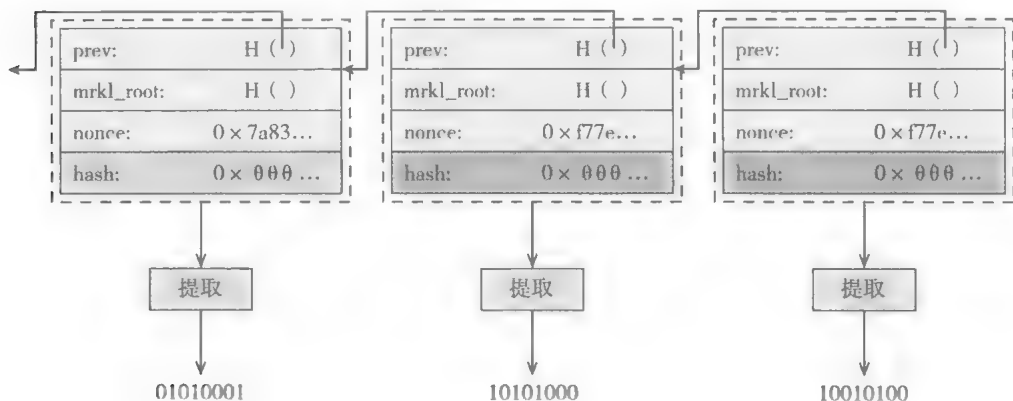 prev: H ( )
mrkl_root: H ( )
nonce: 0 × 7a83...
hash: 0 × 000 ...
提取
01010001
prev: H ( )
mrkl_root: H ( )
nonce: 0 × f77e...
hash: 0 × 000 ...
提取
10101000
prev: H ( )
mrkl_root: H ( )
nonce: 0 × f77e...
hash: 0 × 000 ...
提取
10010100